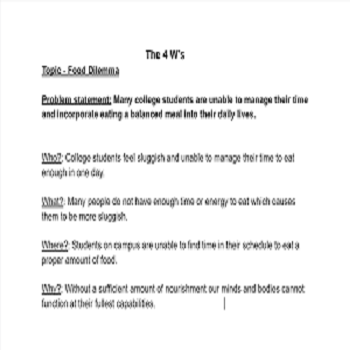 The 4 W's
Topic - Food Dilemma
Problem statement: Many college students are unable to manage their time
and incorporate eating a balanced meal into their daily lives.
Who?: College students feel sluggish and unable to manage their time to eat
enough in one day.
What?: Many people do not have enough time or energy to eat which causes
them to be more sluggish.
Where?: Students on campus are unable to find time in their schedule to eat a
proper amount of food.
Why?: Without a sufficient amount of nourishment our minds and bodies cannot
function at their fullest capabilities.